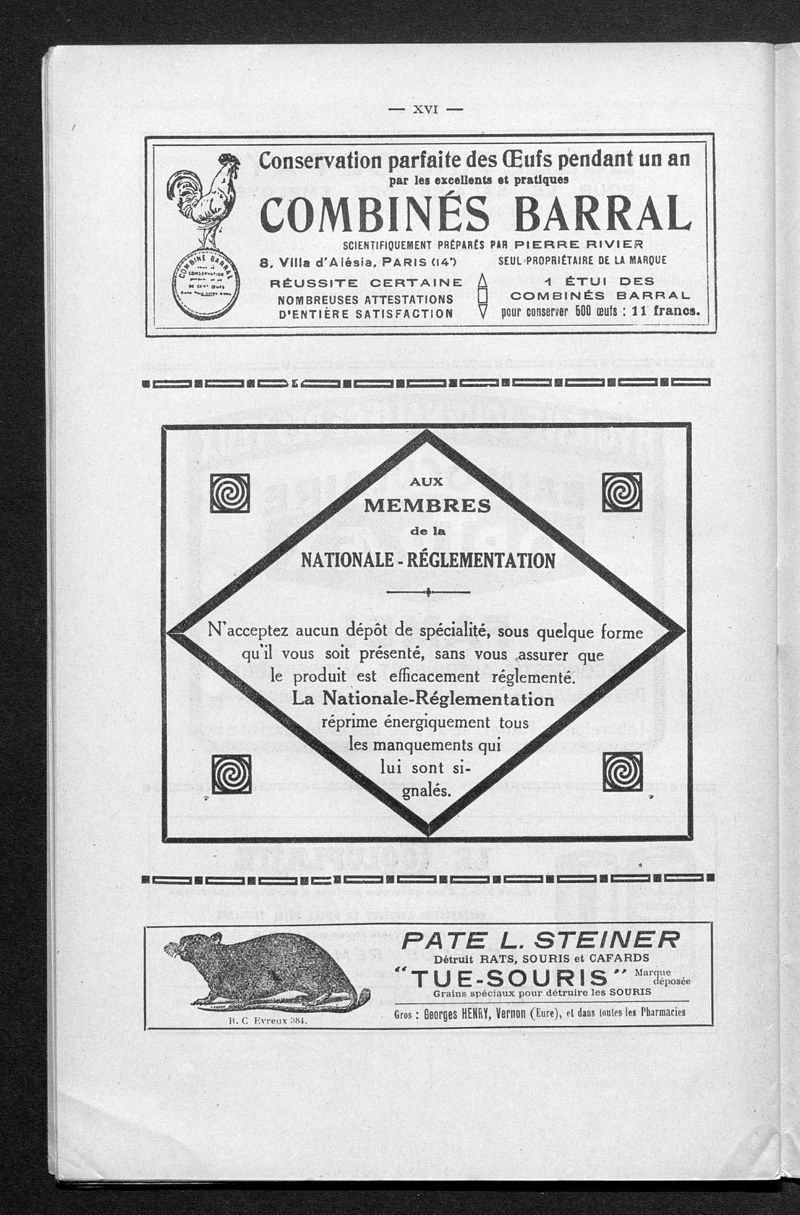 — XVI —
Conservation parfaite des Œufs pendant un an
par les excellents et pratiques
COMBINÉS BARRAL
SCIENTIFIQUEMENT PRÉPARÉS PAR PIERRE RIVIER
8, Villa d'Alésia, PARIS (14e)
SEUL PROPRIÉTAIRE DE LA MARQUE
RÉUSSITE CERTAINE
NOMBREUSES ATTESTATIONS
D'ENTIÈRE SATISFACTION
1 ÉTUI DES
COMBINÉS BARRAL
pour conserver 500 œufs : 11 francs.
COMBINÉ BARRAL
CONSERVATION
AUX
MEMBRES
de la
NATIONALE - RÉGLEMENTATION
N'acceptez aucun dépôt de spécialité, sous quelque forme
qu'il vous soit présenté, sans vous assurer que
le produit est efficacement réglementé.
La Nationale-Réglementation
réprime énergiquement tous
les manquements qui
lui sont si-
gnalés.
PATE L. STEINER
Détruit RATS, SOURIS et CAFARDS
"TUE-SOURIS" Marque
déposée
Grains spéciaux pour détruire les SOURIS
R. C. Evreux 384.
Gros : Georges HENRY, Vernon (Eure), et dans toutes les Pharmacies